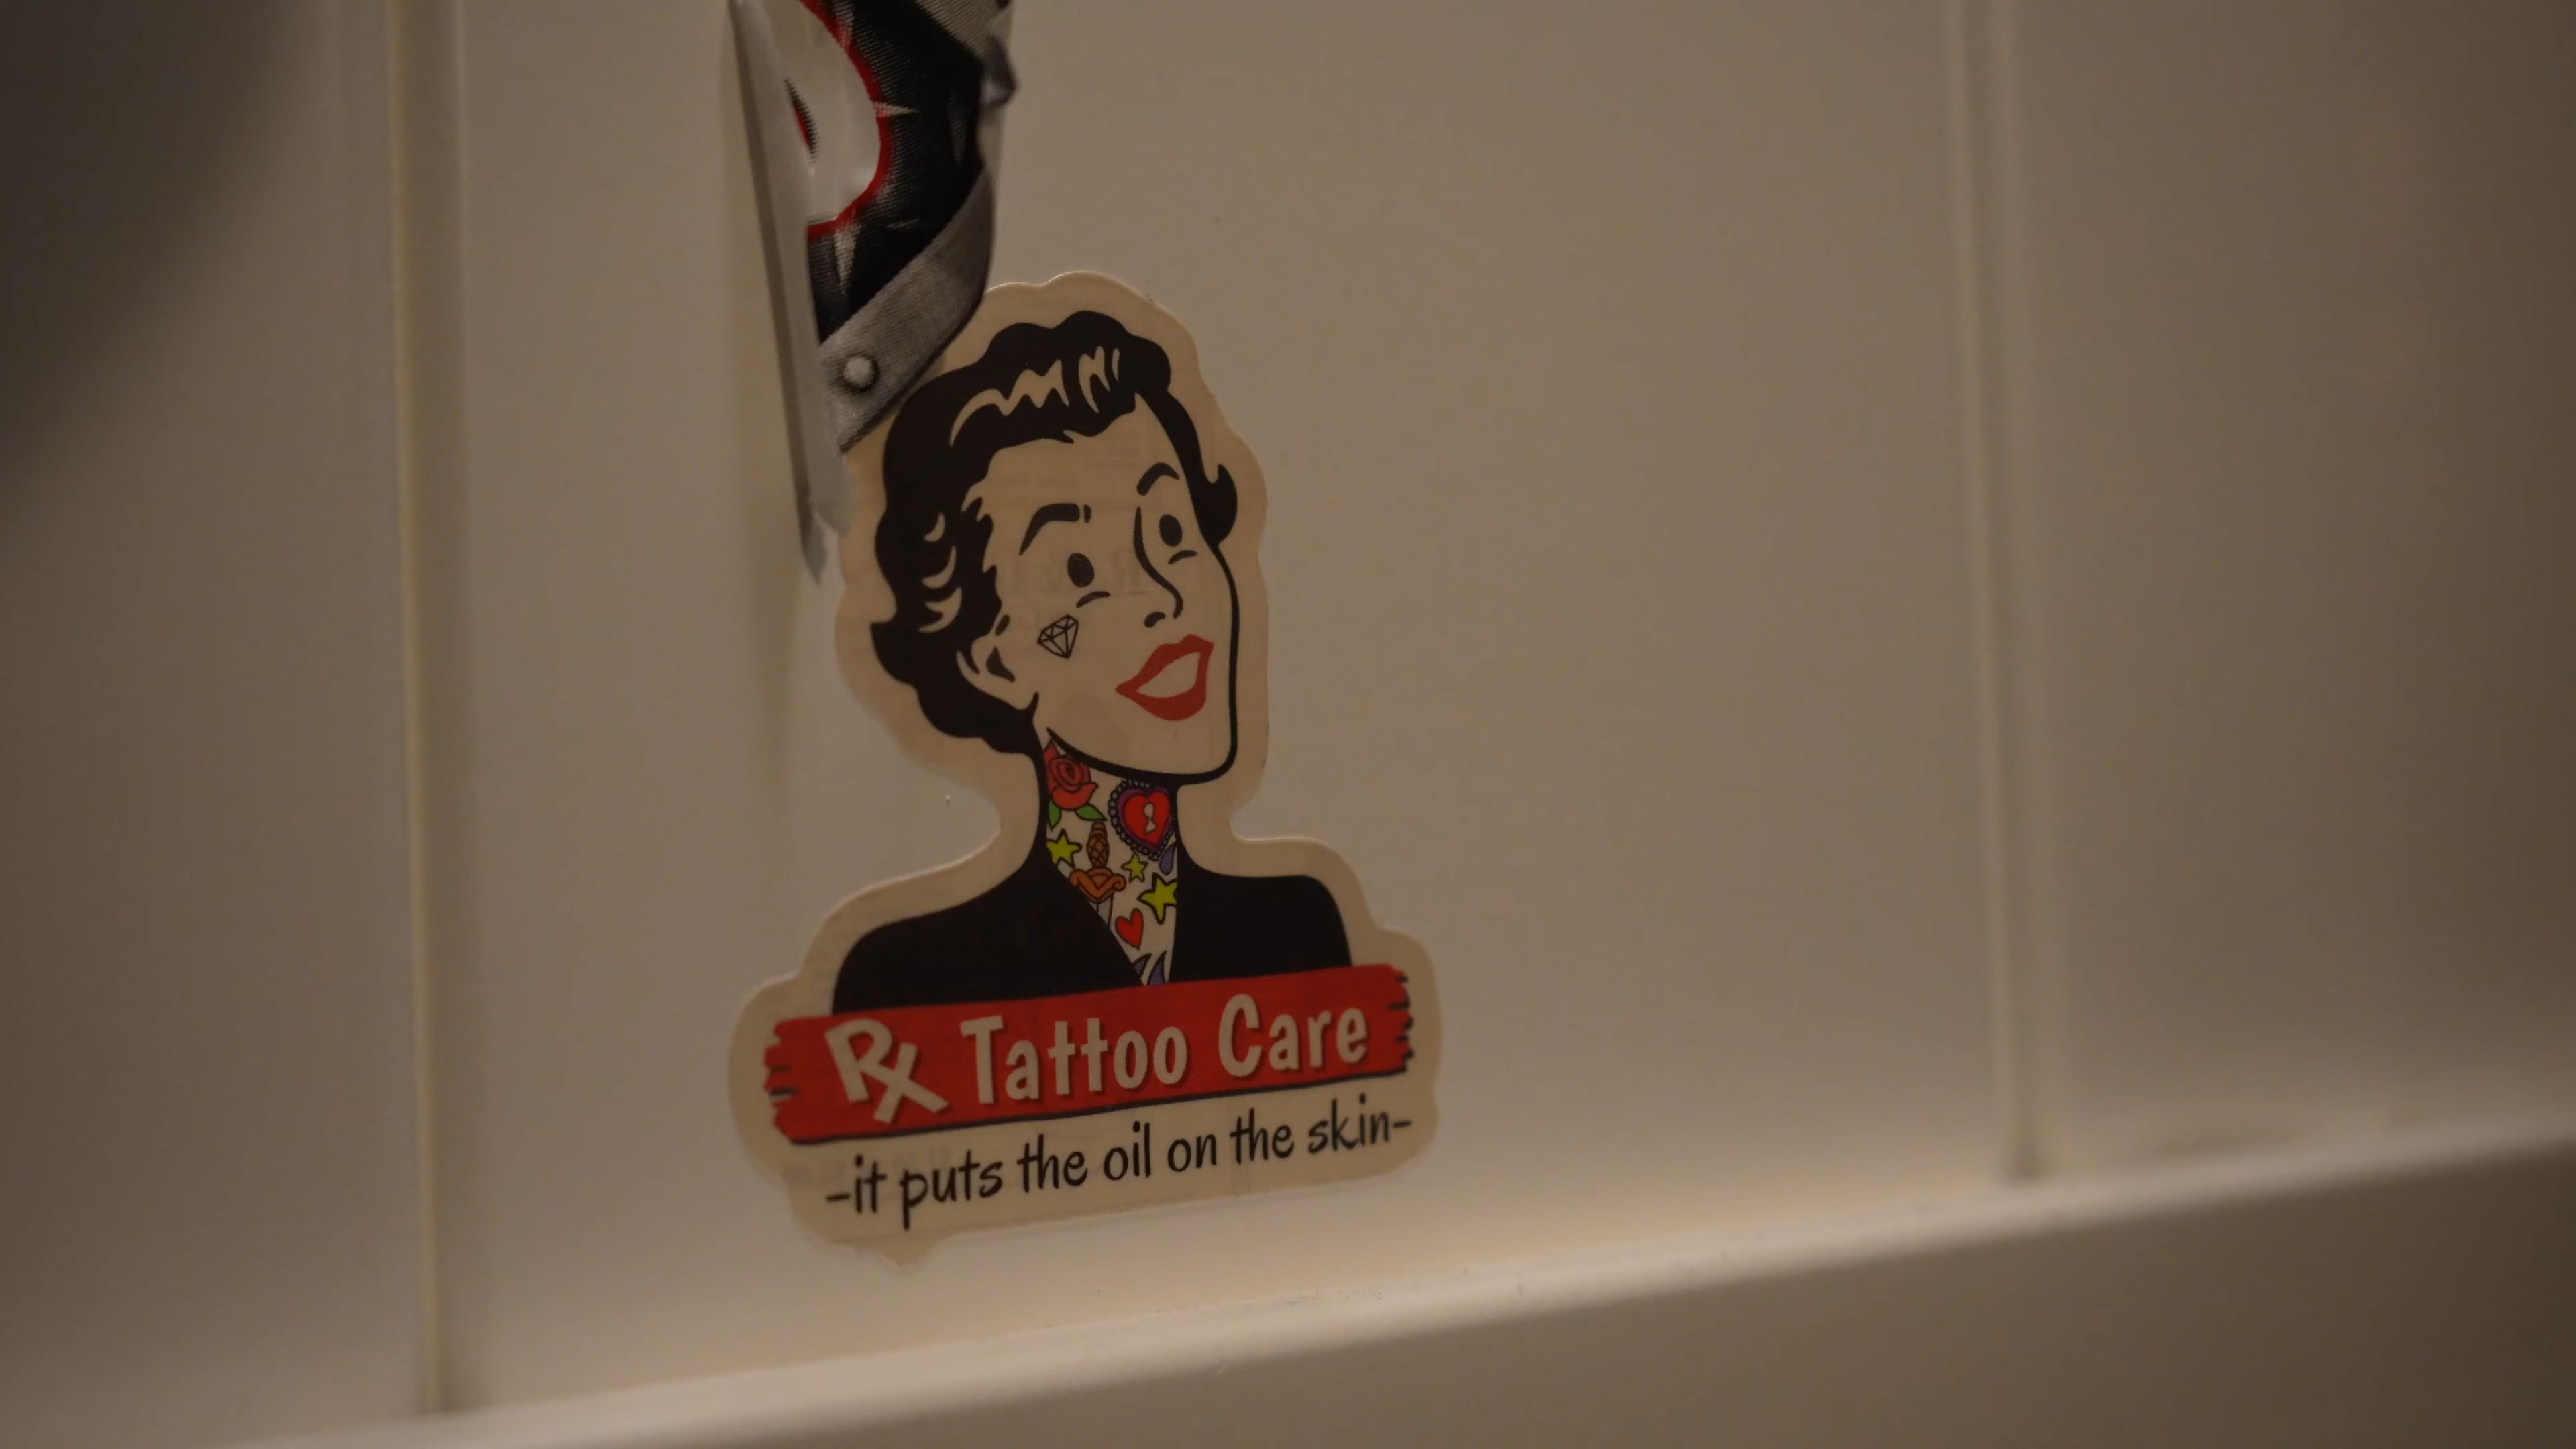 Rx Tattoo Care
-it puts the oil on the skin-